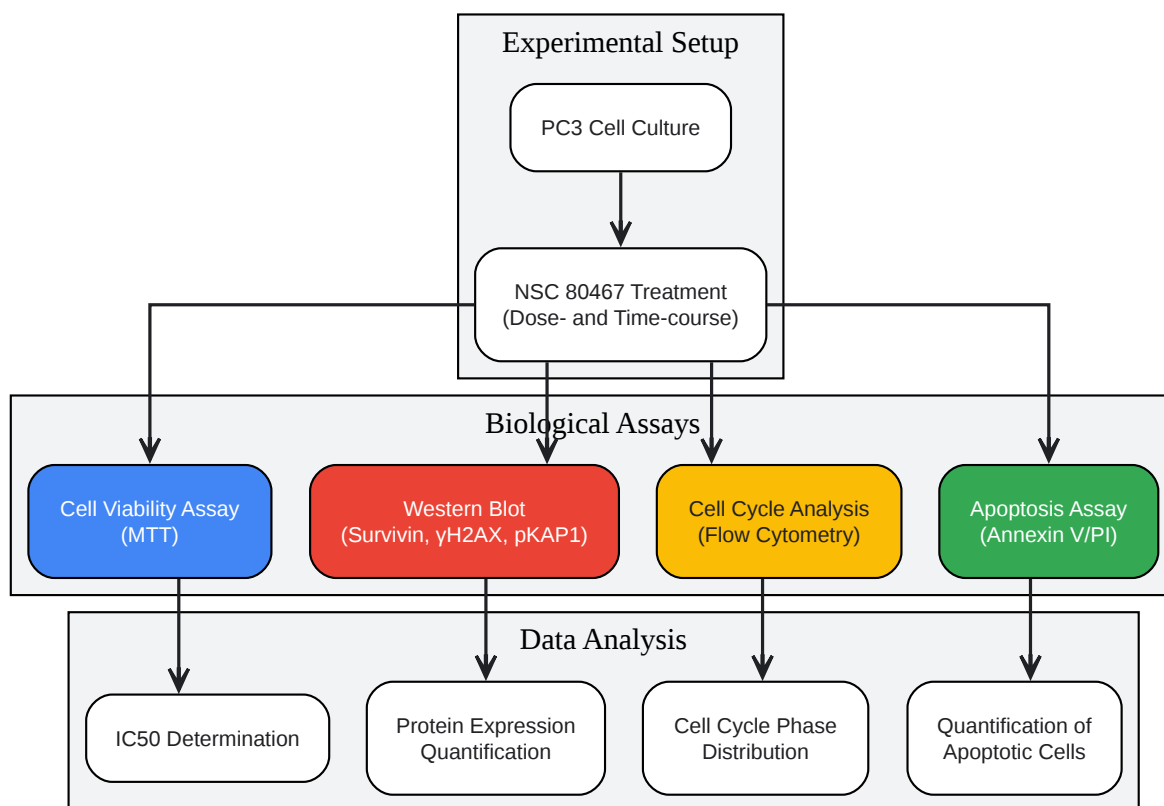 Experimental Setup
PC3 Cell Culture
NSC 80467 Treatment
(Dose- and Time-course)
Biological Assays
Cell Viability Assay
(MTT)
Western Blot
(Survivin, γH2AX, pKAP1)
Cell Cycle Analysis
(Flow Cytometry)
Apoptosis Assay
(Annexin V/PI)
Data Analysis
IC50 Determination
Protein Expression
Quantification
Cell Cycle Phase
Distribution
Quantification of
Apoptotic Cells